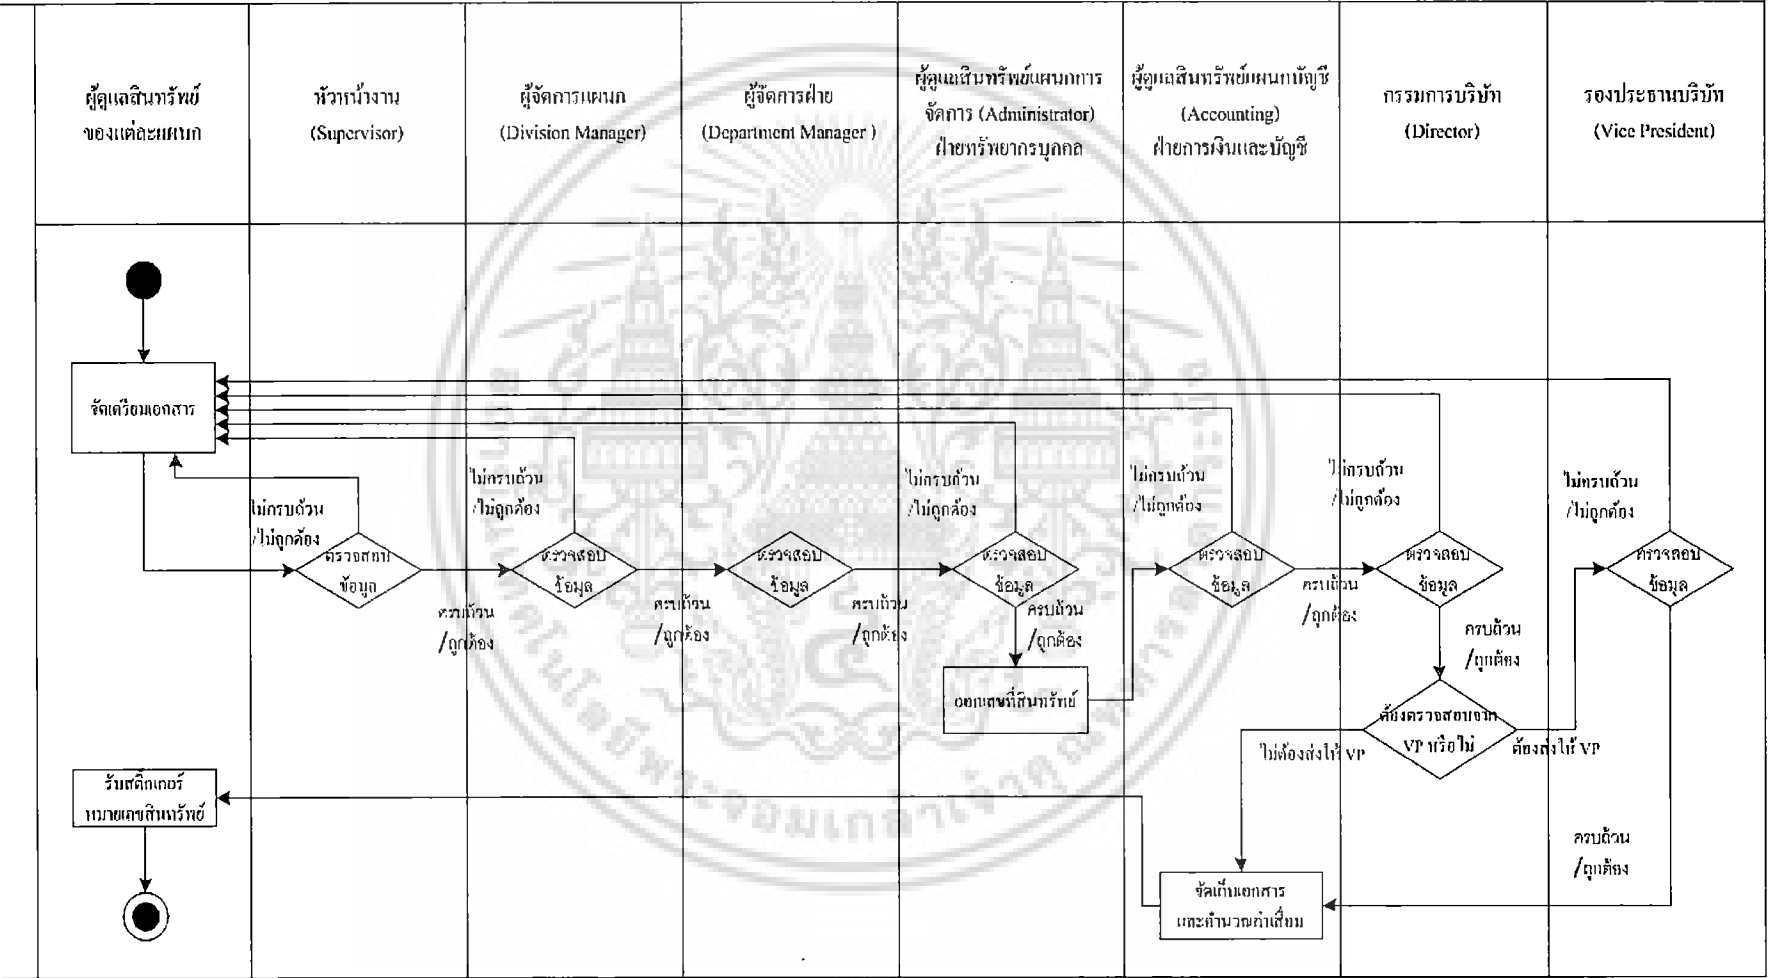 ผู้ดูแลสินทรัพย์
ของแต่ละแผนก
หัวหน้างาน
(Supervisor)
ผู้จัดการแผนก
(Division Manager)
ผู้จัดการฝ่าย
(Department Manager )
ผู้ดูแลสินทรัพย์แผนกการ
จัดการ (Administrator)
ฝ่ายทรัพยากรบุคคล
ผู้ดูแลสินทรัพย์แผนกบัญชี
(Accounting)
ฝ่ายการเงินและบัญชี
กรรมการบริษัท
(Director)
รองประธานบริษัท
(Vice President)
จัดเตรียมเอกสาร
ไม่ครบถ้วน
/ไม่ถูกต้อง
ตรวจสอบ
ข้อมูล
ครบถ้วน
/ถูกต้อง
ไม่ครบถ้วน
/ไม่ถูกต้อง
ตรวจสอบ
ข้อมูล
ครบถ้วน
/ถูกต้อง
ตรวจสอบ
ข้อมูล
ครบถ้วน
/ถูกต้อง
ไม่ครบถ้วน
/ไม่ถูกต้อง
ตรวจสอบ
ข้อมูล
ครบถ้วน
/ถูกต้อง
ออกเลขที่สินทรัพย์
ไม่ครบถ้วน
/ไม่ถูกต้อง
ตรวจสอบ
ข้อมูล
ครบถ้วน
/ถูกต้อง
ไม่ครบถ้วน
/ไม่ถูกต้อง
ตรวจสอบ
ข้อมูล
ครบถ้วน
/ถูกต้อง
ต้องตรวจสอบจาก
VP หรือไม่
ไม่ต้องส่งให้ VP
ต้องส่งให้ VP
ไม่ครบถ้วน
/ไม่ถูกต้อง
ตรวจสอบ
ข้อมูล
ครบถ้วน
/ถูกต้อง
จัดเก็บเอกสาร
และคำนวณค่าเสื่อม
รับสติ๊กเกอร์
หมายเลขสินทรัพย์